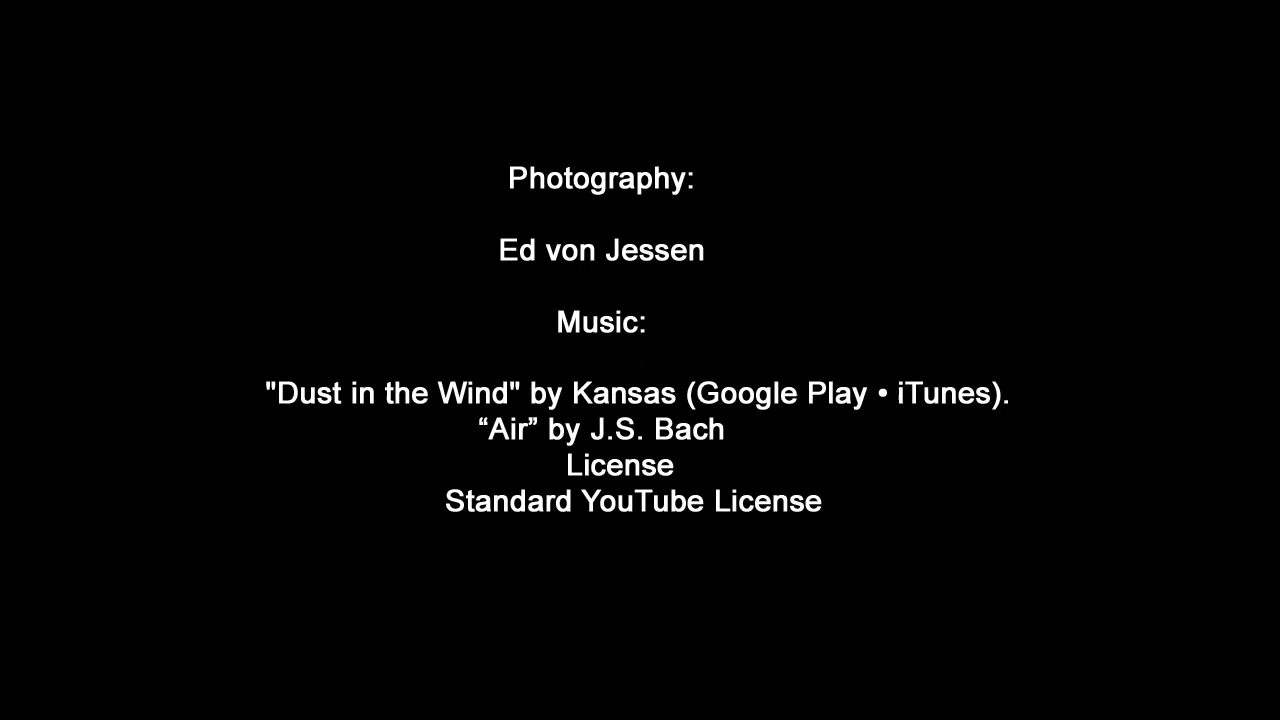 Photography:
Ed von Jessen
Music:
"Dust in the Wind" by Kansas (Google Play • iTunes).
“Air” by J.S. Bach
License
Standard YouTube License